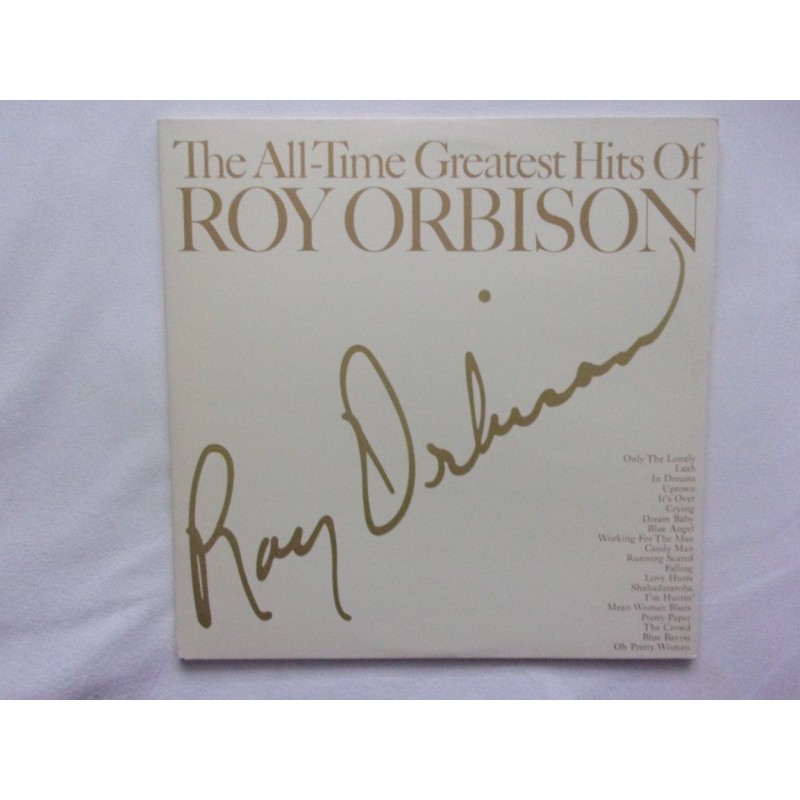 The All-Time Greatest Hits Of
ROY ORBISON
Roy Orbison
Only The Lonely
Leah
In Dreams
Uptown
It's Over
Crying
Dream Baby
Blue Angel
Working For The Man
Candy Man
Running Scared
Falling
Love Hurts
Shahadararoba
I'm Hurtin'
Mean Woman Blues
Pretty Paper
The Crowd
Blue Bayou
Oh Pretty Woman